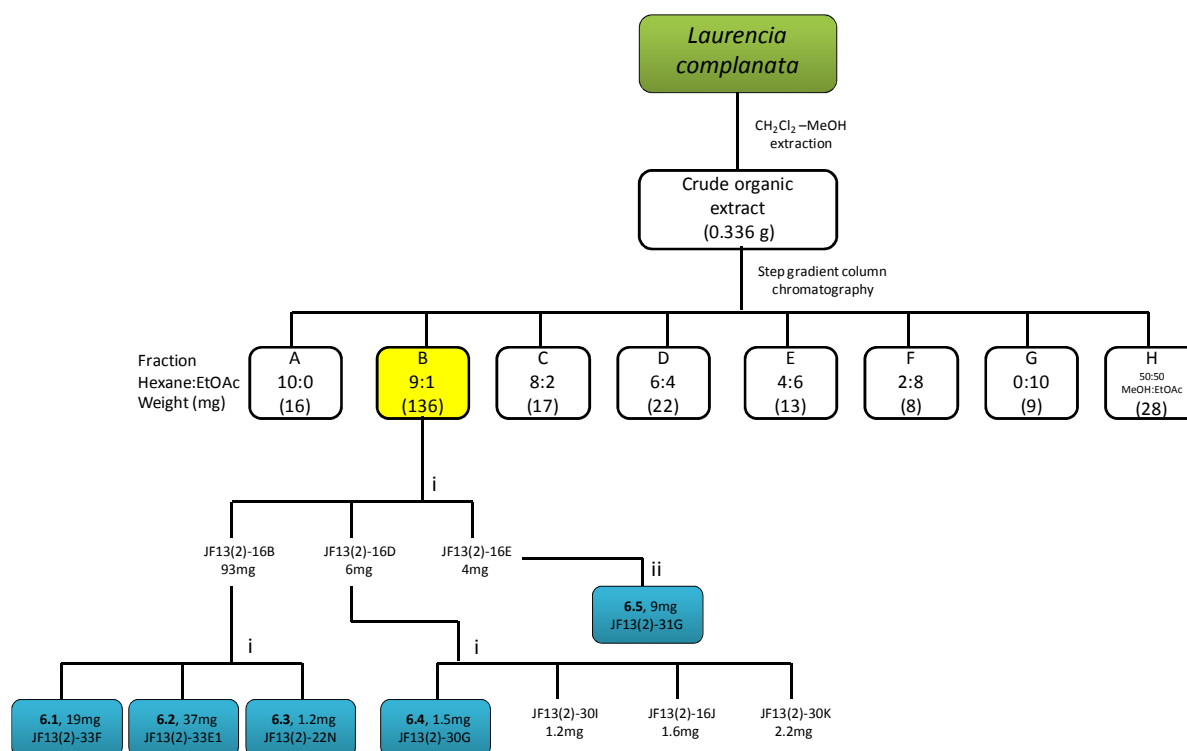 Laurencia
complanata
CH2Cl2 –MeOH
extraction
Crude organic
extract
(0.336 g)
Step gradient column
chromatography
Fraction
Hexane:EtOAc
Weight (mg)
A
10:0
(16)
B
9:1
(136)
C
8:2
(17)
D
6:4
(22)
E
4:6
(13)
F
2:8
(8)
G
0:10
(9)
H
50:50
MeOH:EtOAc
(28)
i
JF13(2)-16B
93mg
JF13(2)-16D
6mg
JF13(2)-16E
4mg
ii
6.5, 9mg
JF13(2)-31G
i
i
6.1, 19mg
JF13(2)-33F
6.2, 37mg
JF13(2)-33E1
6.3, 1.2mg
JF13(2)-22N
6.4, 1.5mg
JF13(2)-30G
JF13(2)-30I
1.2mg
JF13(2)-16J
1.6mg
JF13(2)-30K
2.2mg